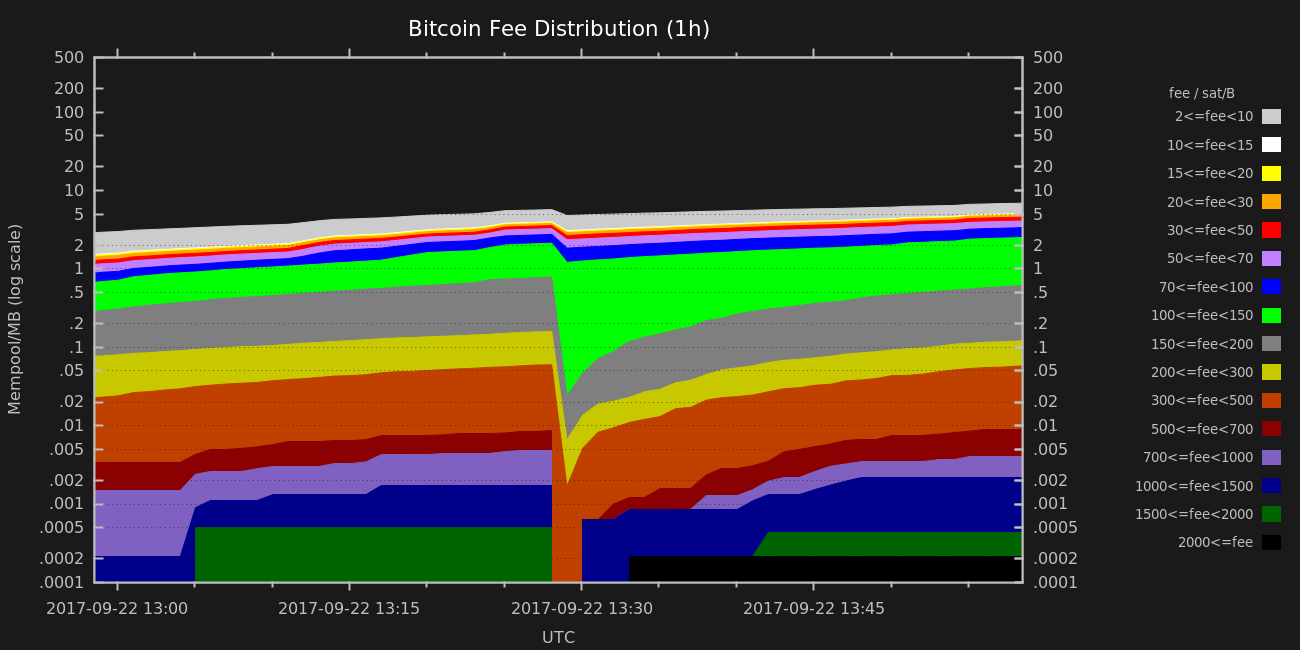 Bitcoin Fee Distribution (1h)
Mempool/MB (log scale)
500
200
100
50
20
10
5
2
1
.5
.2
.1
.05
.02
.01
.005
.002
.001
.0005
.0002
.0001
500
200
100
50
20
10
5
2
1
.5
.2
.1
.05
.02
.01
.005
.002
.001
.0005
.0002
.0001
2017-09-22 13:00 2017-09-22 13:15 2017-09-22 13:30 2017-09-22 13:45
UTC
fee / sat/B
2<=fee<10
10<=fee<15
15<=fee<20
20<=fee<30
30<=fee<50
50<=fee<70
70<=fee<100
100<=fee<150
150<=fee<200
200<=fee<300
300<=fee<500
500<=fee<700
700<=fee<1000
1000<=fee<1500
1500<=fee<2000
2000<=fee